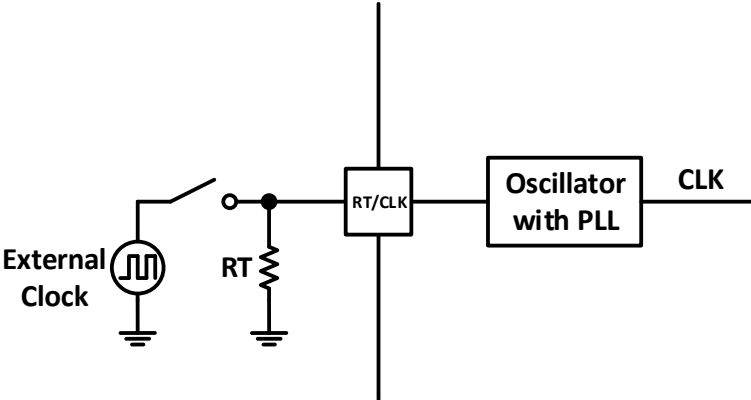 External
Clock
RT
RT/CLK
Oscillator
with PLL
CLK